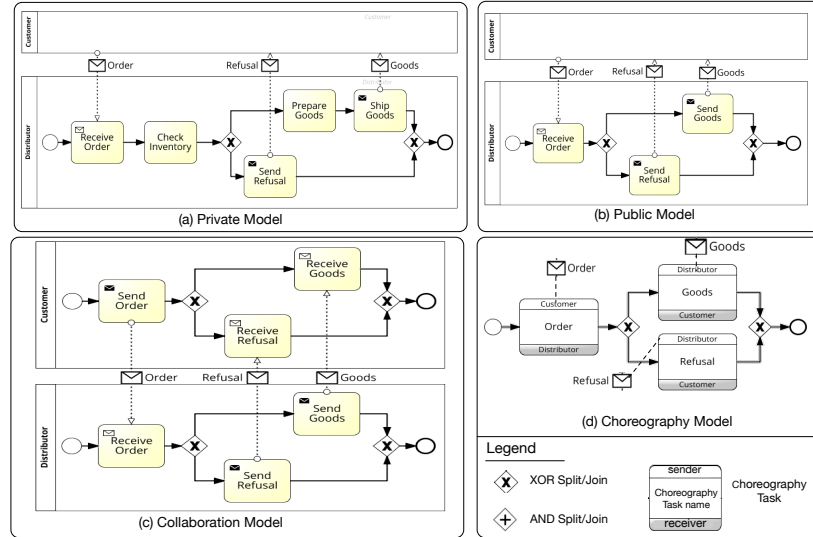 Customer
Customer
Order
Refusal
Goods
Distributor
Distributor
Receive
Order
Check
Inventory
Prepare
Goods
Ship
Goods
Send
Refusal
(a) Private Model
Customer
Order
Refusal
Goods
Distributor
Receive
Order
Send
Goods
Send
Refusal
(b) Public Model
Customer
Send
Order
Receive
Goods
Receive
Refusal
Order
Refusal
Goods
Distributor
Receive
Order
Send
Goods
Send
Refusal
(c) Collaboration Model
Goods
Order
Customer
Order
Distributor
Distributor
Goods
Customer
Distributor
Refusal
Customer
Refusal
(d) Choreography Model
Legend
XOR Split/Join
AND Split/Join
sender
Choreography
Task name
receiver
Choreography
Task